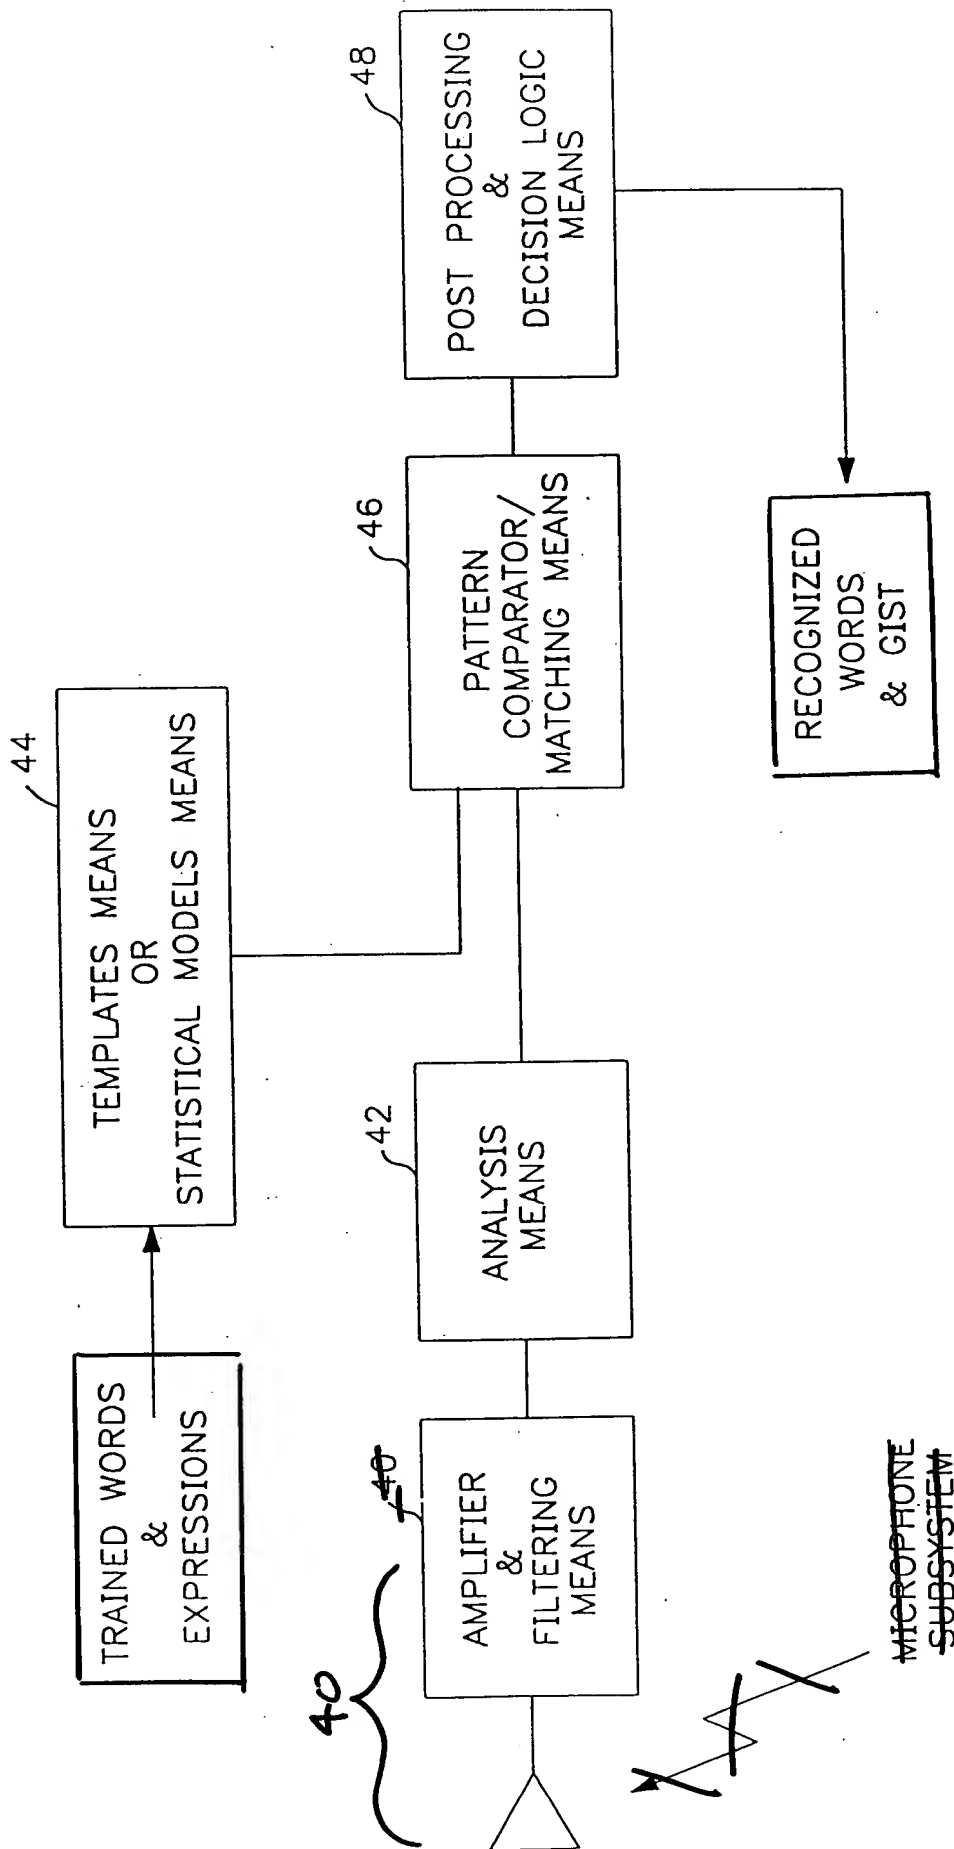 TRAINED WORDS
&
EXPRESSIONS
44
TEMPLATES MEANS
OR
STATISTICAL MODELS MEANS
40
40
AMPLIFIER
&
FILTERING
MEANS
42
ANALYSIS
MEANS
46
PATTERN
COMPARATOR/
MATCHING MEANS
48
POST PROCESSING
&
DECISION LOGIC
MEANS
MICROPHONE
SUBSYSTEM
RECOGNIZED
WORDS
& GIST